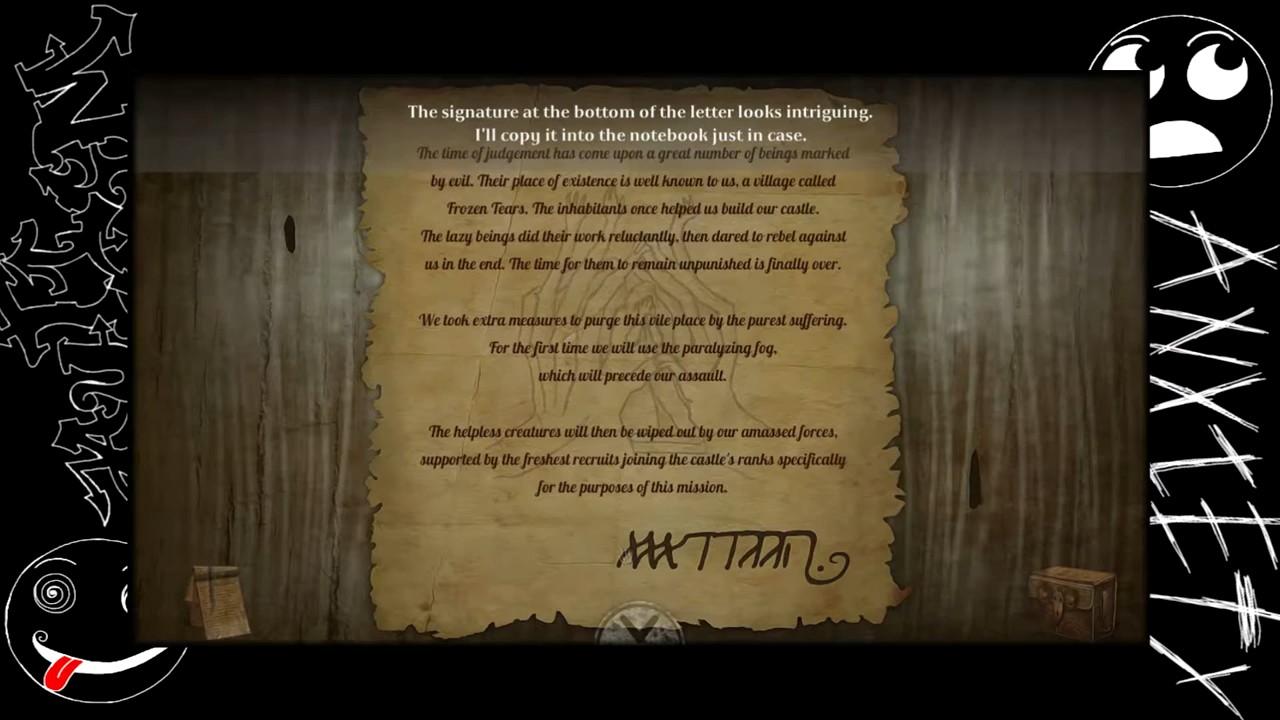 The signature at the bottom of the letter looks intriguing.
I'll copy it into the notebook just in case.
The time of judgement has come upon a great number of beings marked
by evil. Their place of existence is well known to us, a village called
Frozen Tears. The inhabitants once helped us build our castle.
The lazy beings did their work reluctantly, then dared to rebel against
us in the end. The time for them to remain unpunished is finally over.
We took extra measures to purge this vile place by the purest suffering.
For the first time we will use the paralyzing fog,
which will precede our assault.
The helpless creatures will then be wiped out by our amassed forces,
supported by the freshest recruits joining the castle's ranks specifically
for the purposes of this mission.